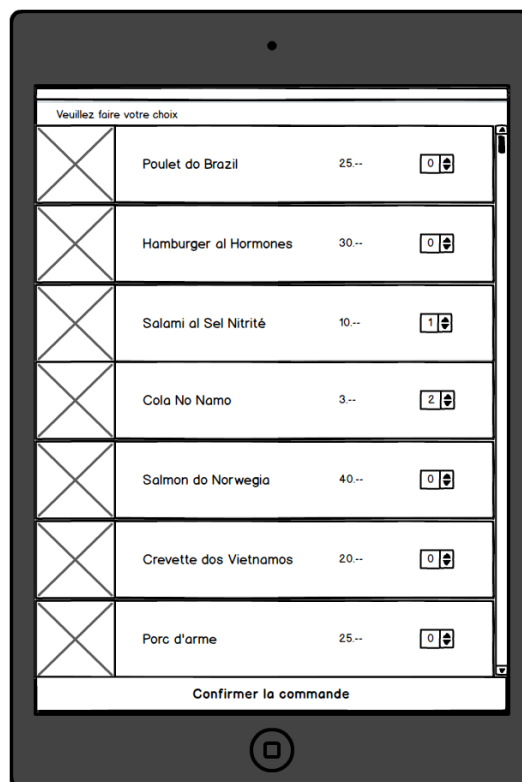 Veuillez faire votre choix
Poulet do Brazil 25.-- 0
Hamburger al Hormones 30.-- 0
Salami al Sel Nitrité 10.-- 1
Cola No Namo 3.-- 2
Salmon do Norwegia 40.-- 0
Crevette dos Vietnamos 20.-- 0
Porc d'arme 25.-- 0
Confirmer la commande